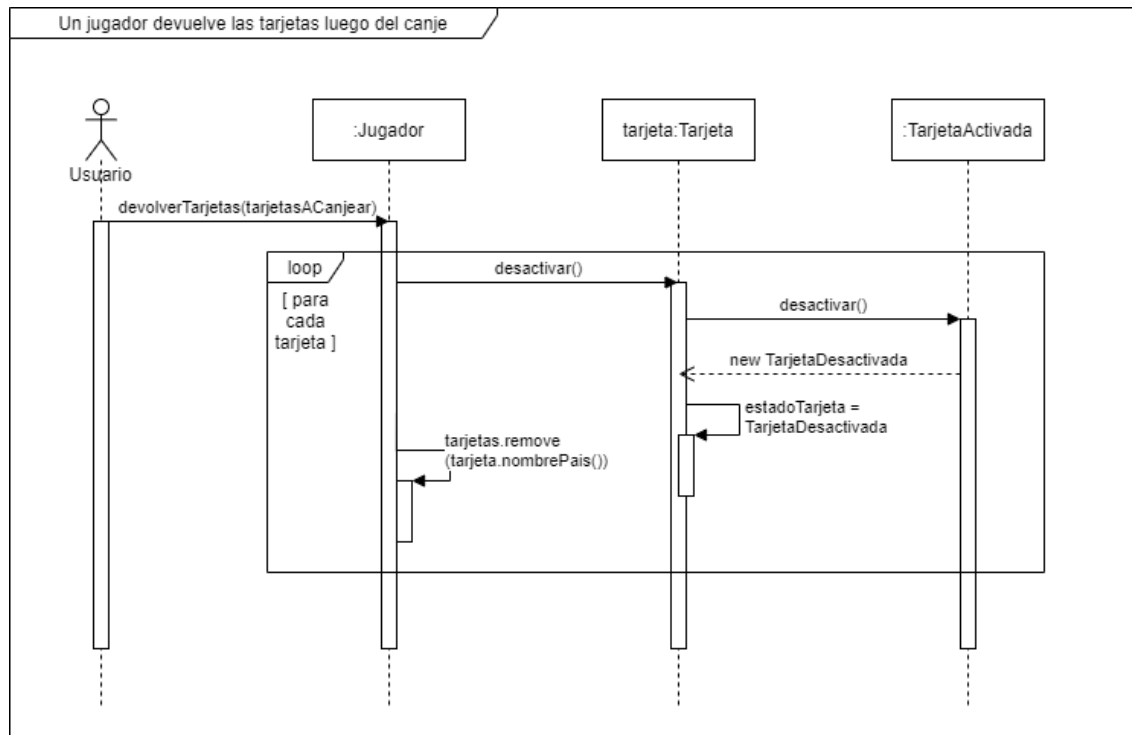 Un jugador devuelve las tarjetas luego del canje
:Jugador
tarjeta:Tarjeta
:TarjetaActivada
Usuario
devolverTarjetas(tarjetasACanjear)
loop
desactivar()
[ para
cada
tarjeta ]
desactivar()
new TarjetaDesactivada
estadoTarjeta =
TarjetaDesactivada
tarjetas.remove
(tarjeta.nombrePais())